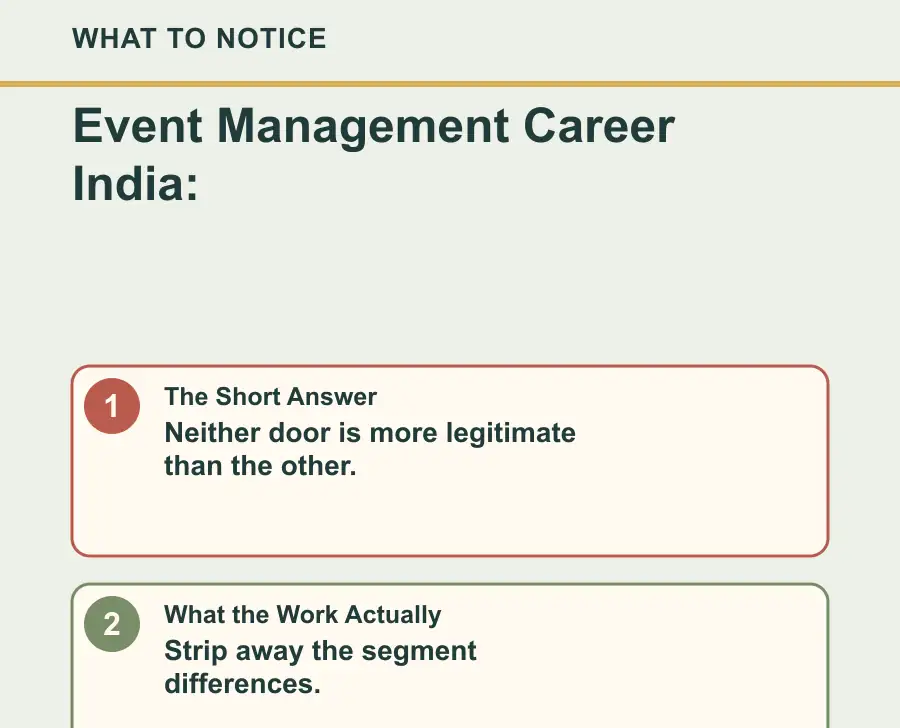 WHAT TO NOTICE
Event Management Career
India:
1
The Short Answer
Neither door is more legitimate
than the other.
2
What the Work Actually
Strip away the segment
differences.